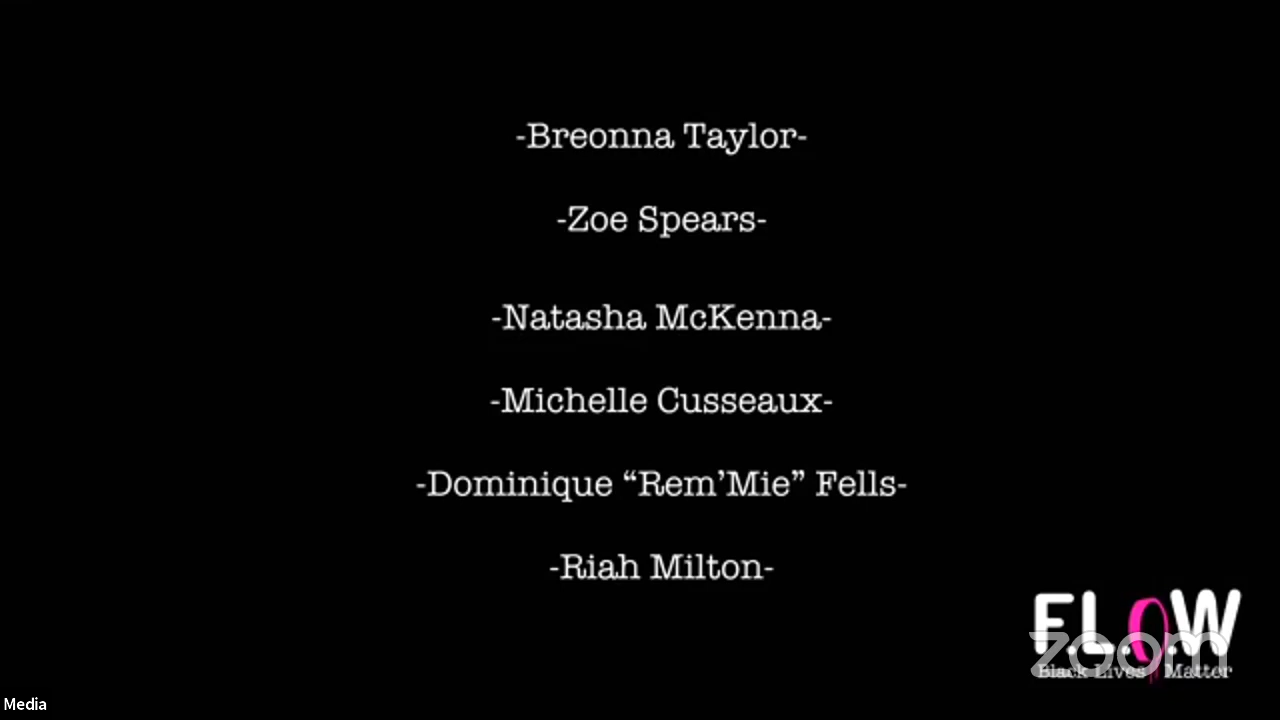 -Breonna Taylor-
-Zoe Spears-
-Natasha McKenna-
-Michelle Cusseaux-
-Dominique “Rem’Mie” Fells-
-Riah Milton-
F.L.O.W
zoom
Black Lives Matter
Media